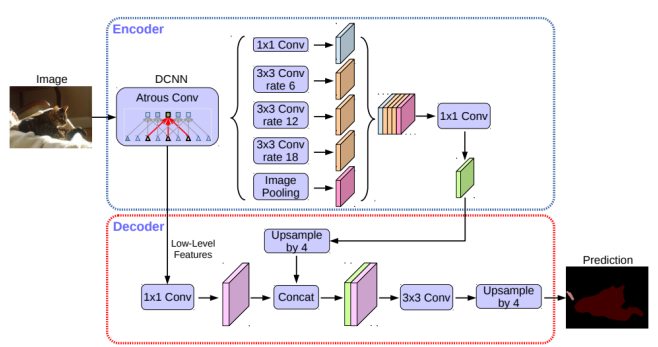 Encoder
Image
DCNN
Atrous Conv
1x1 Conv
3x3 Conv
rate 6
3x3 Conv
rate 12
3x3 Conv
rate 18
Image
Pooling
1x1 Conv
Decoder
Low-Level
Features
Upsample
by 4
1x1 Conv
Concat
3x3 Conv
Upsample
by 4
Prediction